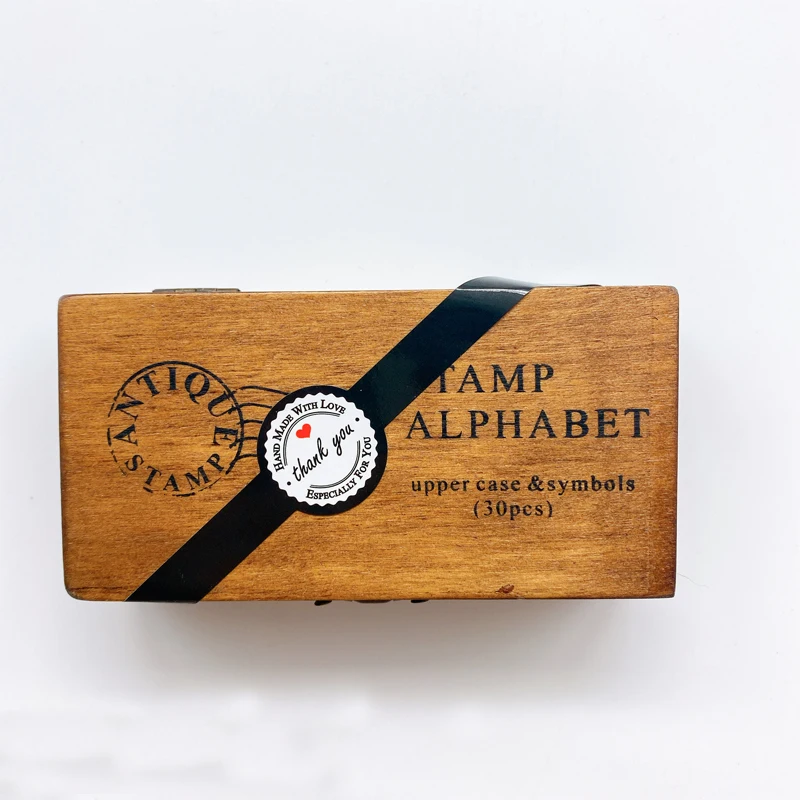 ANTIQUE
STAMP
HAND MADE WITH LOVE
thank you
ESPECIALLY FOR YOU
TAMP
ALPHABET
upper case & symbols
(30pcs)